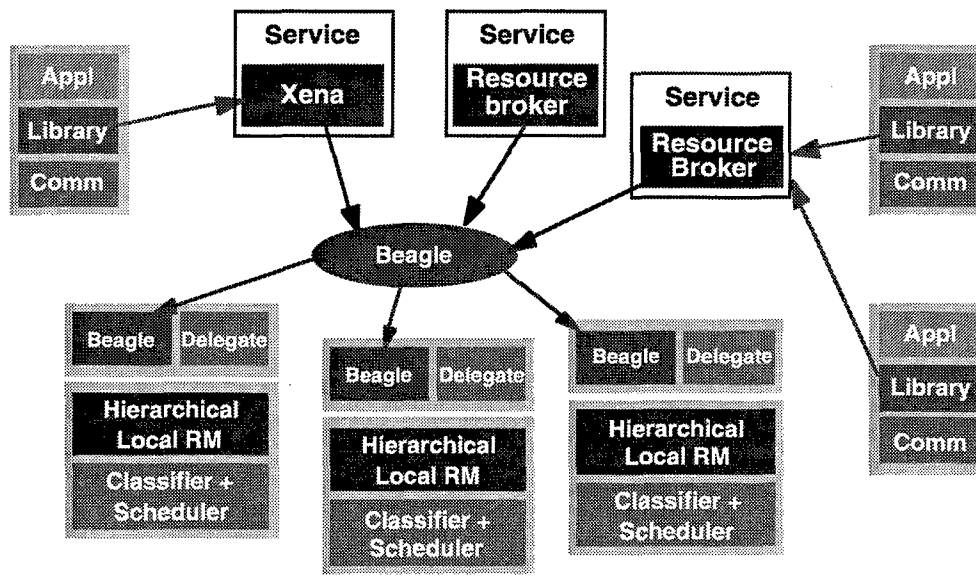 Service
Xena
Service
Resource
broker
Service
Resource
Broker
Appl
Library
Comm
Appl
Library
Comm
Beagle
Appl
Library
Comm
Beagle
Delegate
Hierarchical
Local RM
Classifier +
Scheduler
Beagle
Delegate
Hierarchical
Local RM
Classifier +
Scheduler
Beagle
Delegate
Hierarchical
Local RM
Classifier +
Scheduler